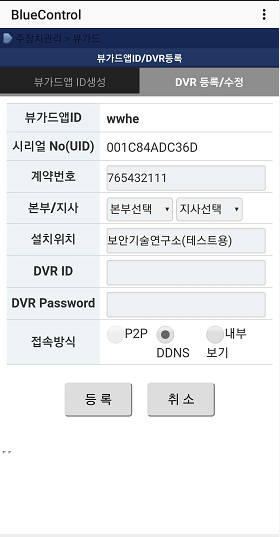 BlueControl
주장치관리 > 뷰가드
뷰가드앱ID/DVR등록
뷰가드앱 ID생성 DVR 등록/수정
뷰가드앱ID wwhe
시리얼 No(UID) 001C84ADC36D
계약번호 765432111
본부/지사 본부선택 지사선택
설치위치 보안기술연구소(테스트용)
DVR ID
DVR Password
접속방식 P2P DDNS 내부보기
등 록 취 소